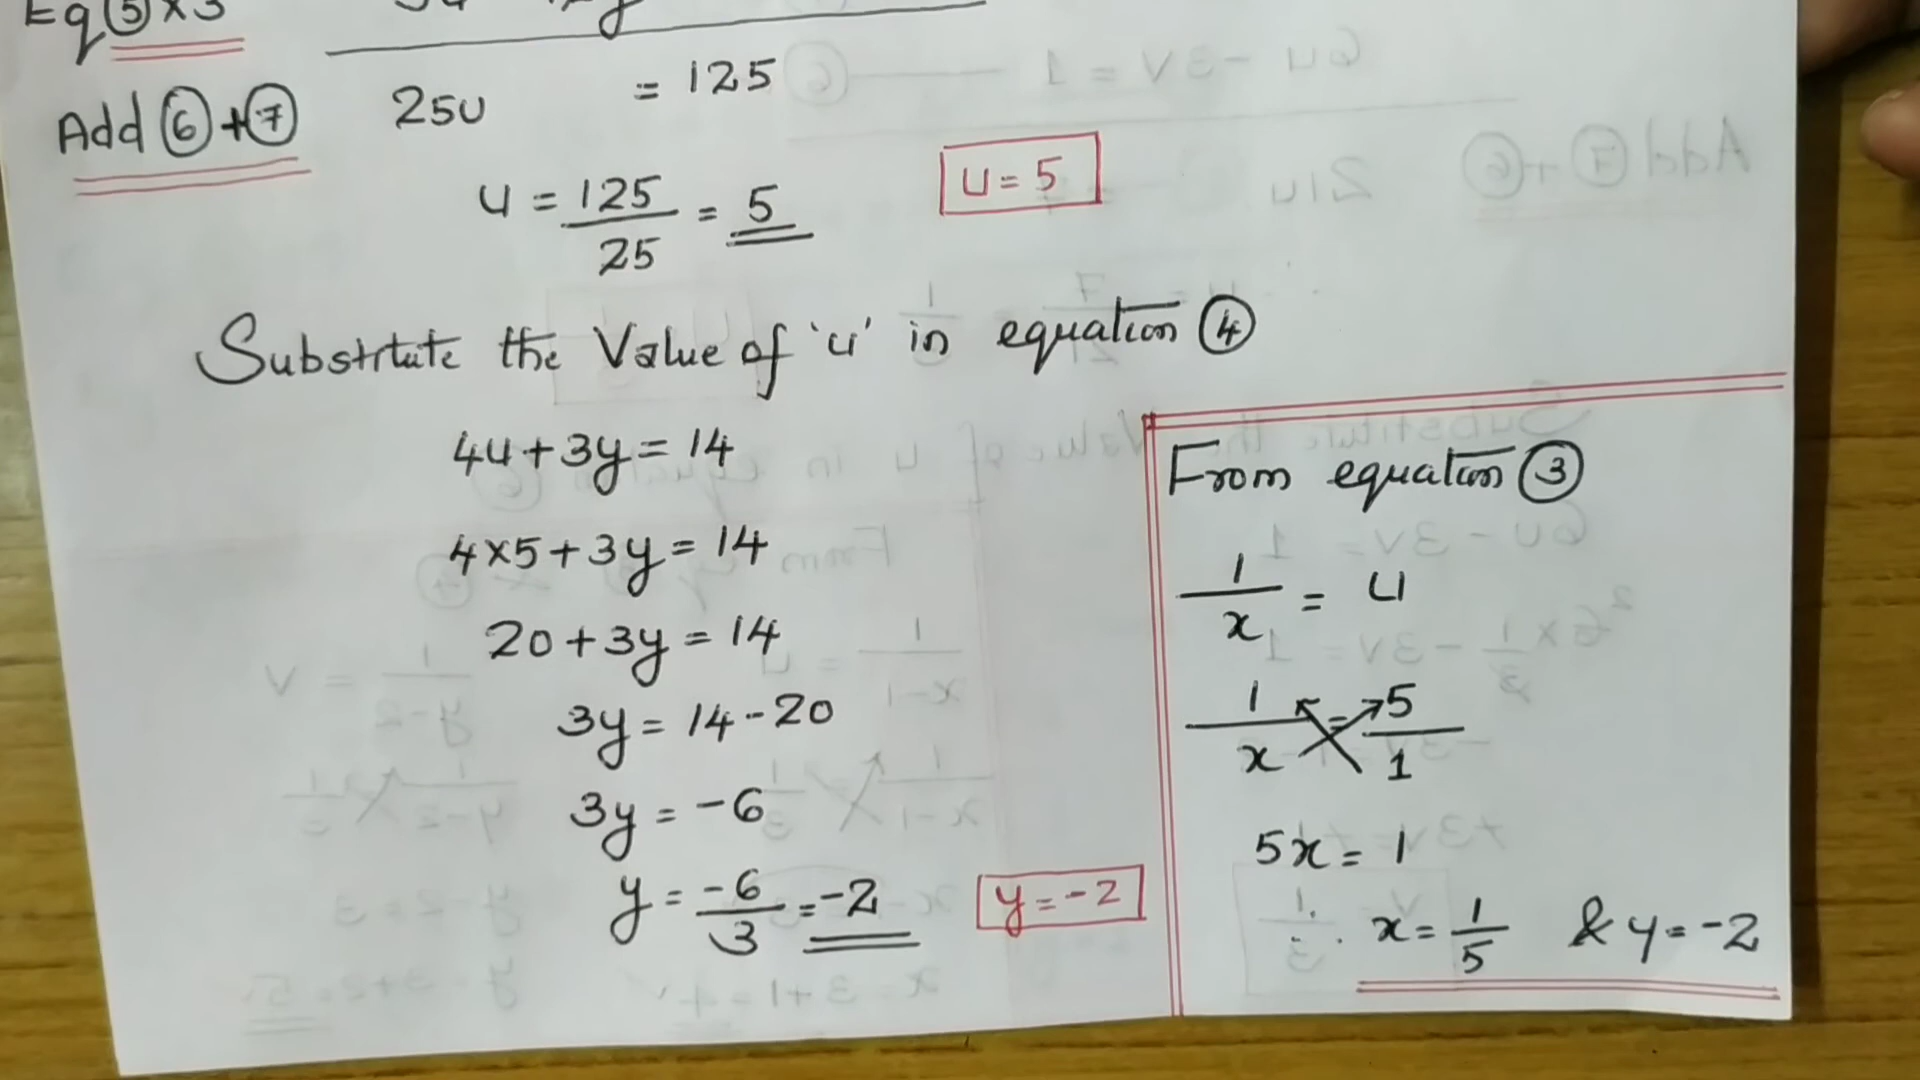 Eq ⑤ × 3
Add ⑥ + ⑦ 25u = 125
u = 125/25 = 5
u = 5
Substitute the Value of 'u' in equation ④
4u + 3y = 14
4 × 5 + 3y = 14
20 + 3y = 14
3y = 14 - 20
3y = -6
y = -6/3 = -2
y = -2
From equation ③
1/x = u
1/x = 5/1
5x = 1
x = 1/5 & y = -2